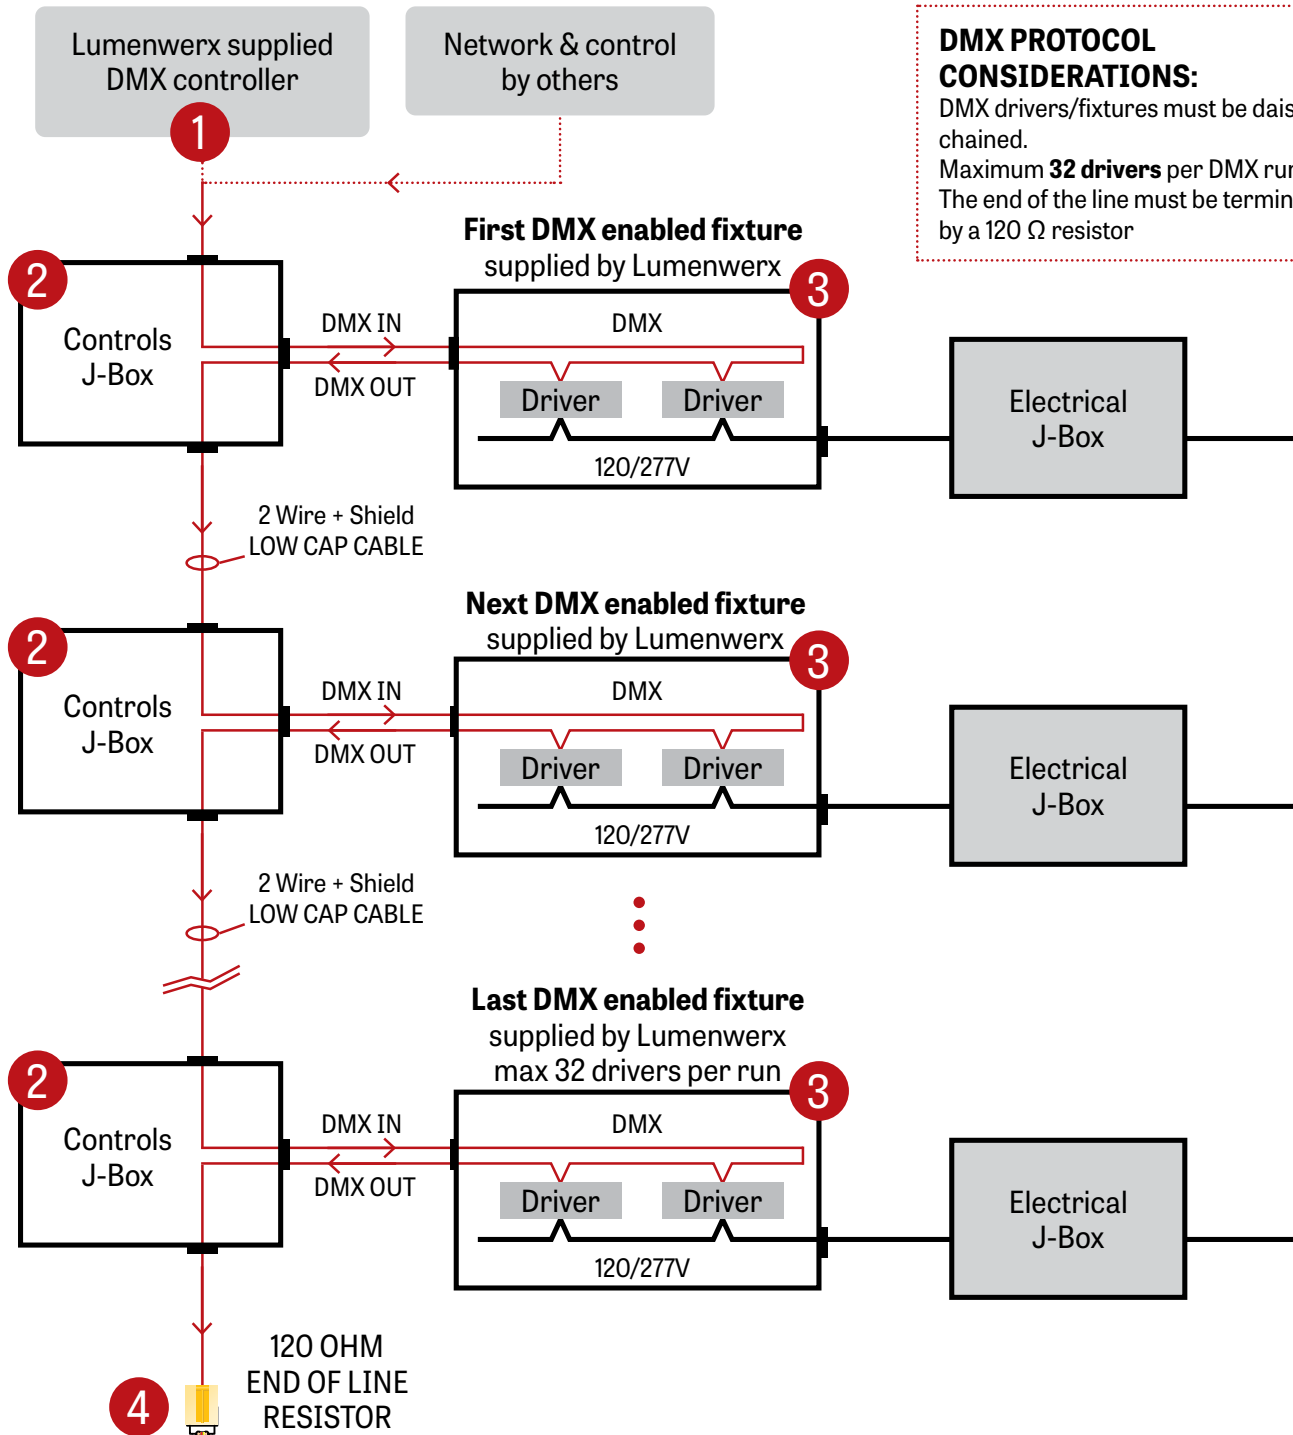 Lumenwerx supplied
DMX controller
Network & control
by others
1
DMX PROTOCOL
CONSIDERATIONS:
DMX drivers/fixtures must be dais
chained.
Maximum 32 drivers per DMX run
The end of the line must be termin
by a 120 Ω resistor
First DMX enabled fixture
supplied by Lumenwerx
2
3
Controls
J-Box
DMX IN
DMX OUT
DMX
Driver
Driver
120/277V
Electrical
J-Box
2 Wire + Shield
LOW CAP CABLE
Next DMX enabled fixture
supplied by Lumenwerx
2
3
Controls
J-Box
DMX IN
DMX OUT
DMX
Driver
Driver
120/277V
Electrical
J-Box
2 Wire + Shield
LOW CAP CABLE
Last DMX enabled fixture
supplied by Lumenwerx
max 32 drivers per run
2
3
Controls
J-Box
DMX IN
DMX OUT
DMX
Driver
Driver
120/277V
Electrical
J-Box
4
120 OHM
END OF LINE
RESISTOR